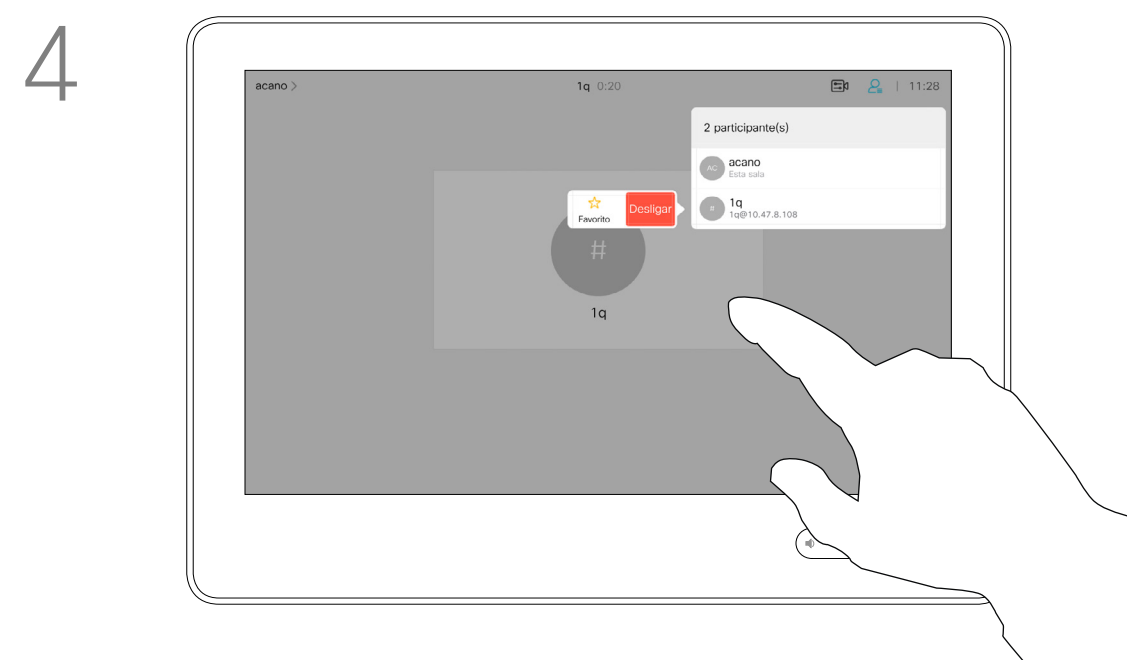 4
acano >
1q 0:20
11:28
2 participante(s)
AC
acano
Esta sala
Favorito
Desligar
#
1q
1q@10.47.8.108
#
1q